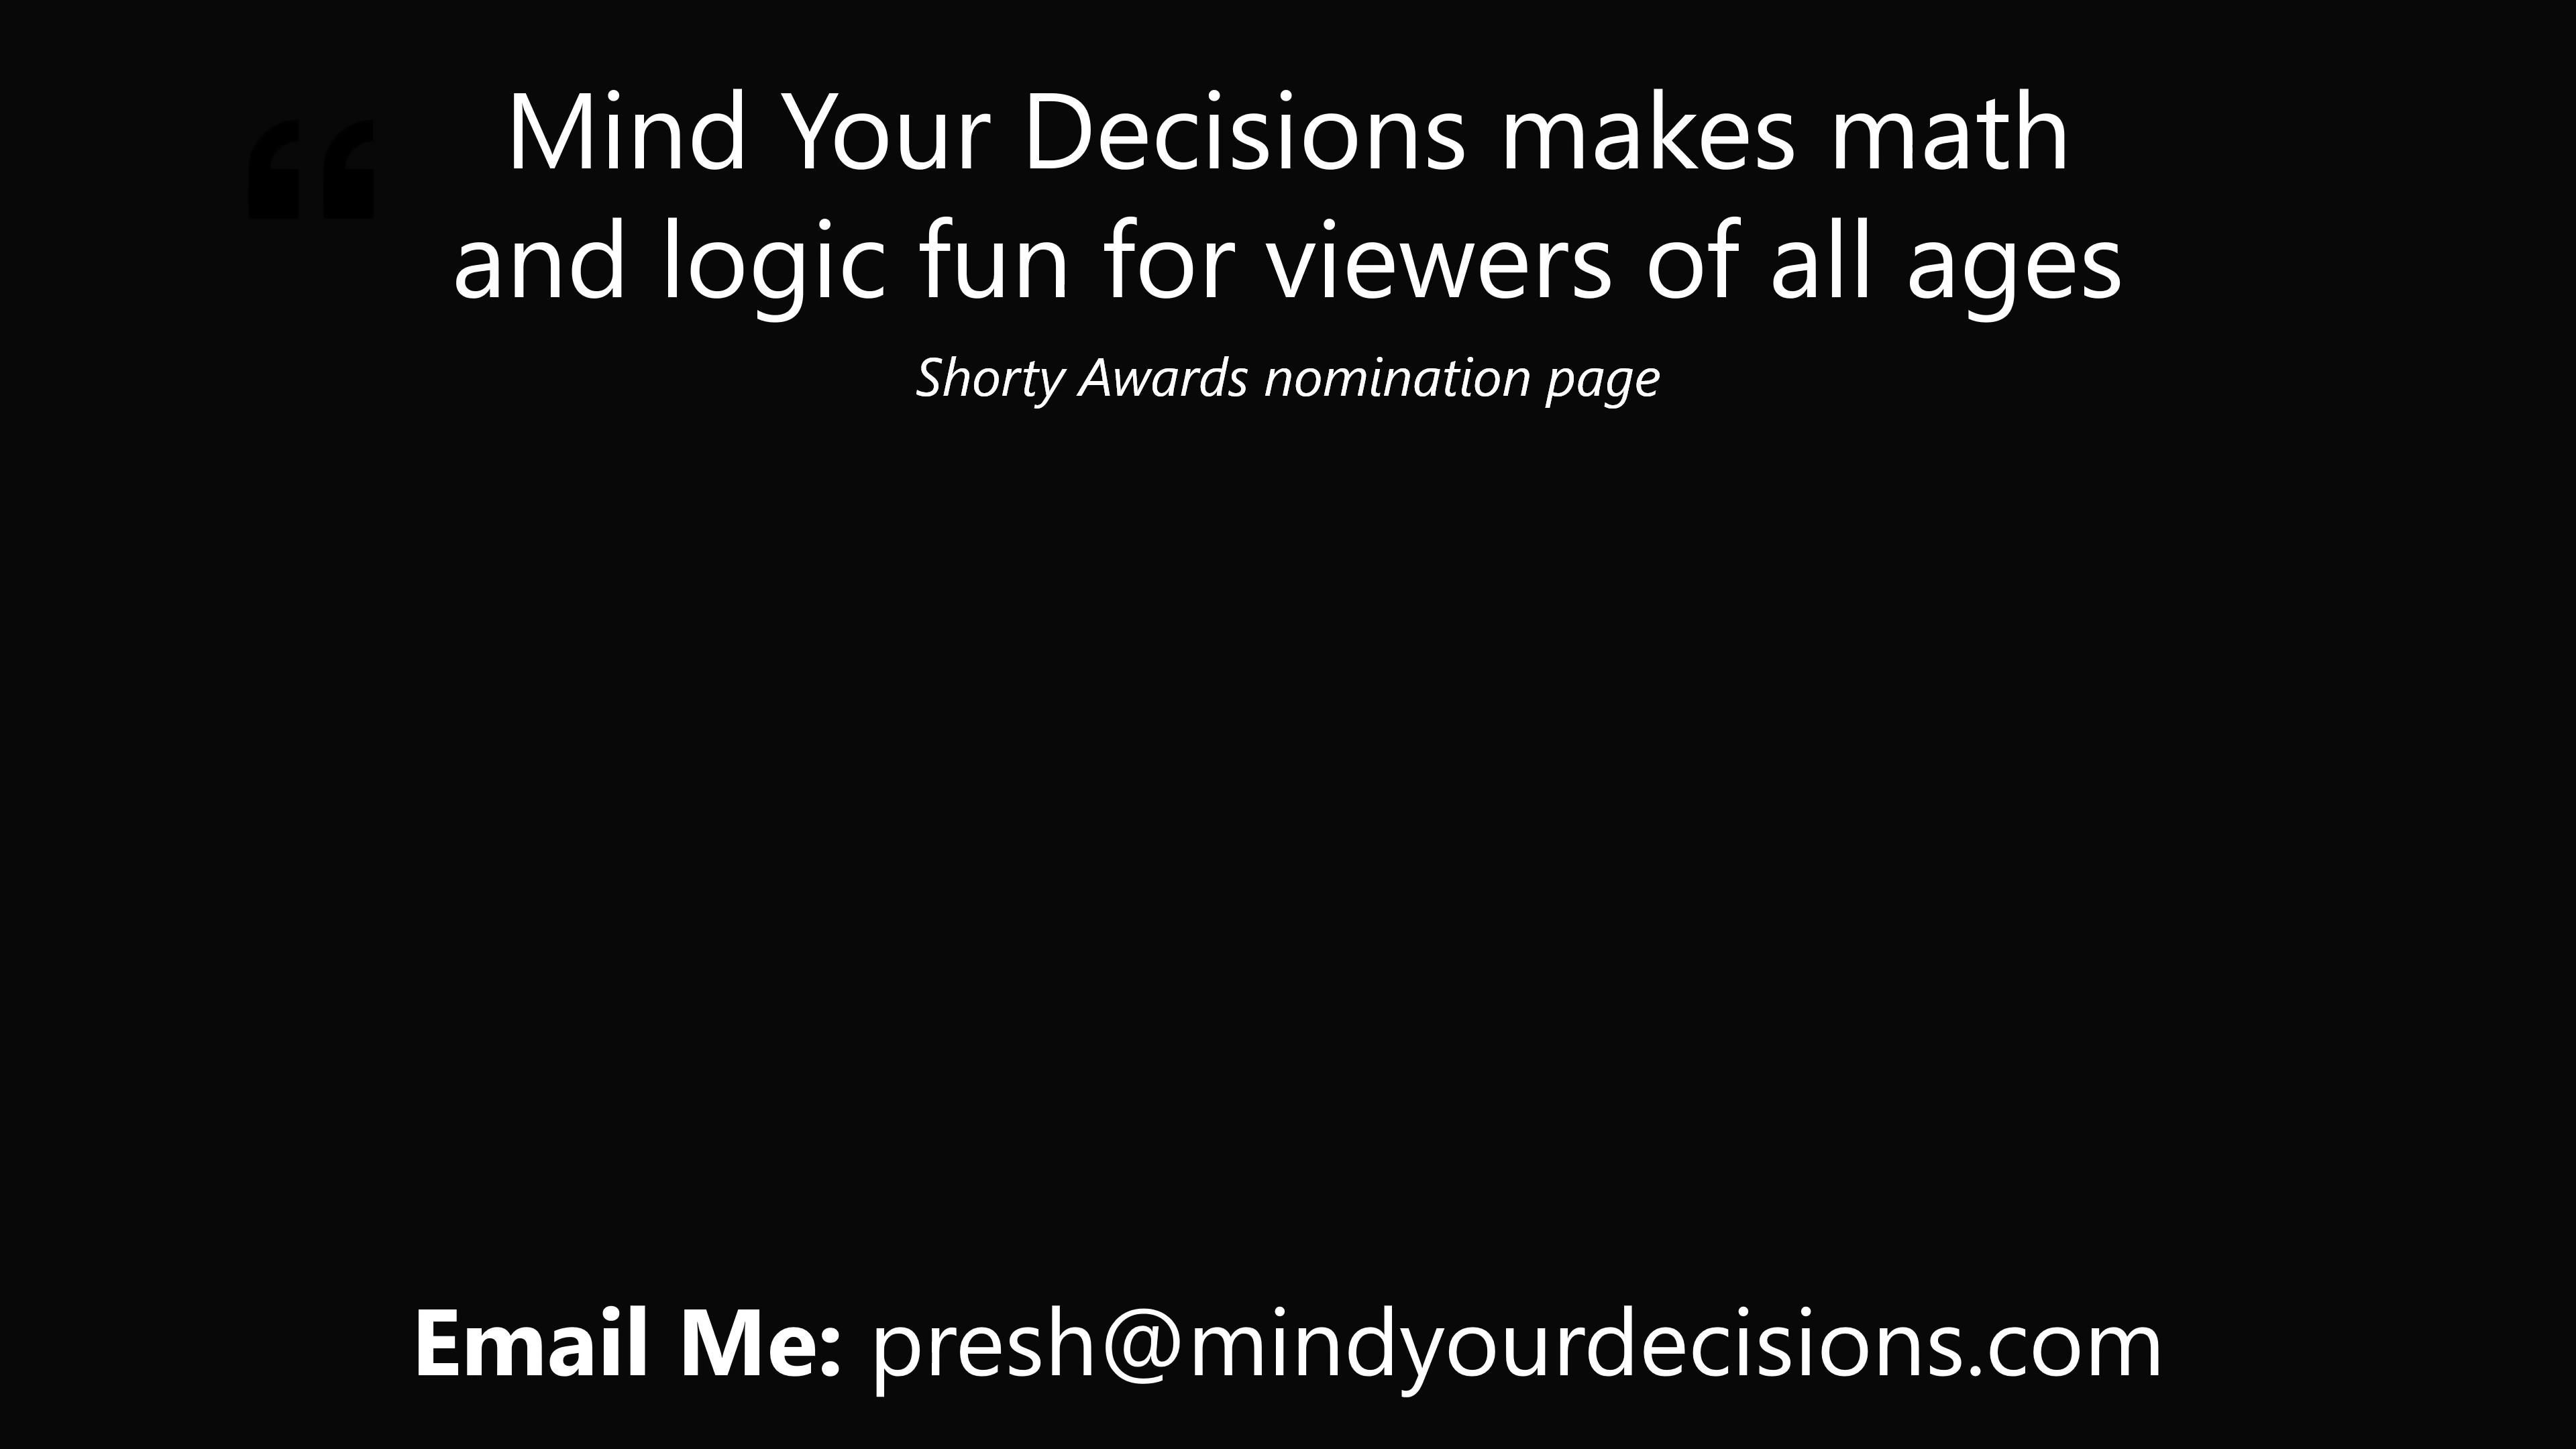 “
Mind Your Decisions makes math
and logic fun for viewers of all ages
Shorty Awards nomination page
Email Me: presh@mindyourdecisions.com